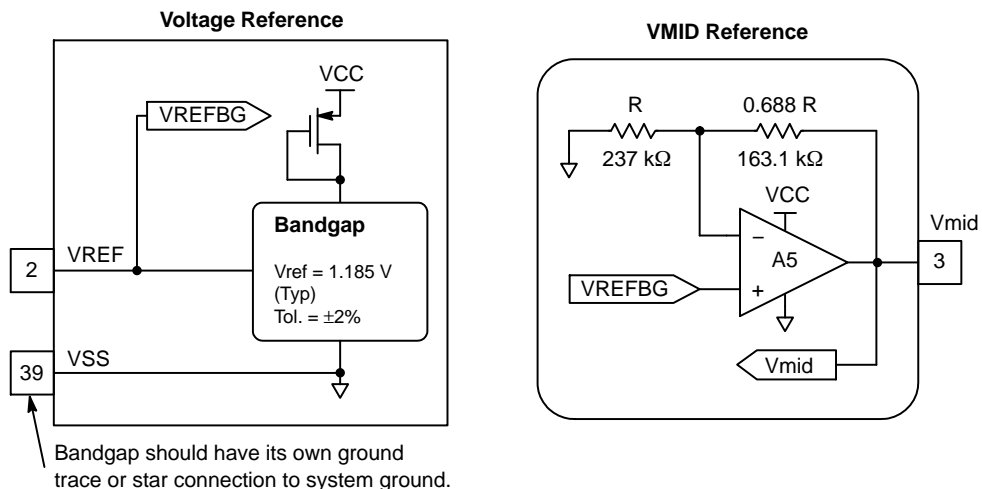 Voltage Reference
VCC
VREFBG
Bandgap
Vref = 1.185 V
(Typ)
Tol. = ±2%
2
VREF
39
VSS
Bandgap should have its own ground
trace or star connection to system ground.
VMID Reference
R
0.688 R
237 kΩ
163.1 kΩ
VCC
−
A5
+
VREFBG
Vmid
3
Vmid